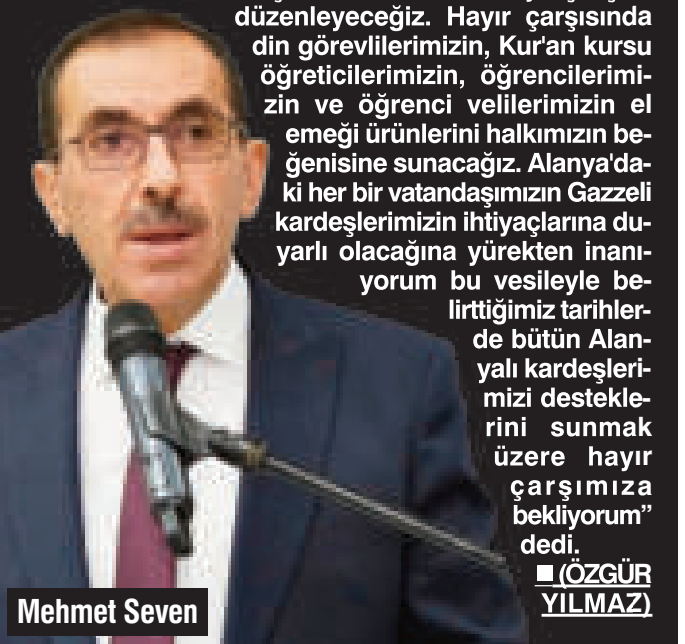 düzenleyeceğiz. Hayır çarşısında
din görevlilerimizin, Kur'an kursu
öğreticilerimizin, öğrencilerimi-
zin ve öğrenci velilerimizin el
emeği ürünlerini halkımızın be-
ğenisine sunacağız. Alanya'da-
ki her bir vatandaşımızın Gazzeli
kardeşlerimizin ihtiyaçlarına du-
yarlı olacağına yürekten inanı-
yorum bu vesileyle be-
lirttiğimiz tarihler-
de bütün Alan-
yalı kardeşleri-
mizi destekle-
rini sunmak
üzere hayır
çarşımıza
bekliyorum”
dedi.
■ (ÖZGÜR
YILMAZ)
Mehmet Seven